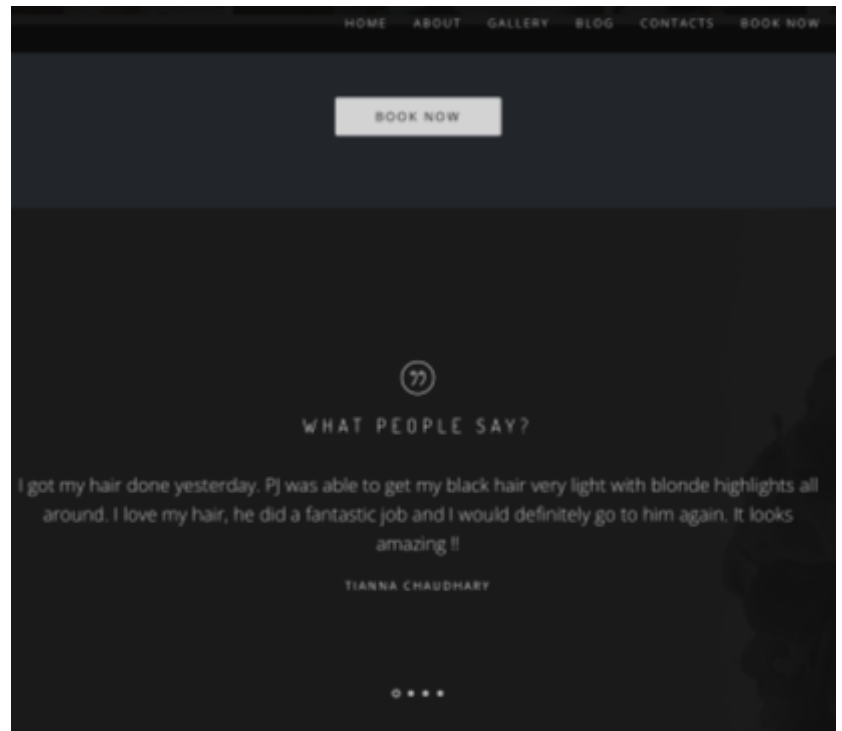 HOME ABOUT GALLERY BLOG CONTACTS BOOK NOW
BOOK NOW
WHAT PEOPLE SAY?
I got my hair done yesterday. PJ was able to get my black hair very light with blonde highlights all
around. I love my hair, he did a fantastic job and I would definitely go to him again. It looks
amazing !!
TIANNA CHAUDHARY